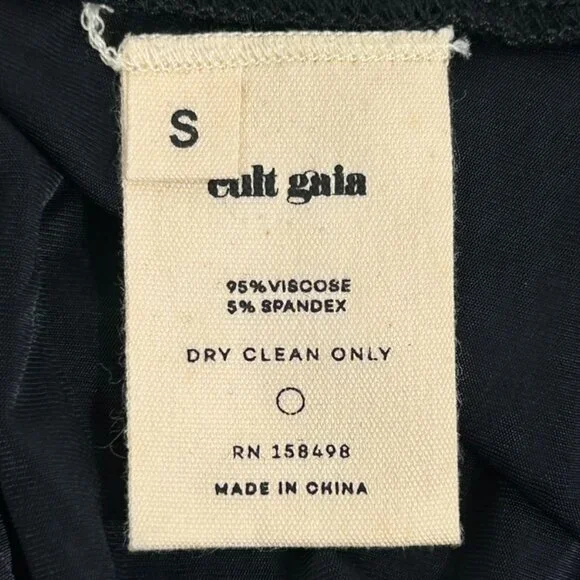 S
cult gaia
95% VISCOSE
5% SPANDEX
DRY CLEAN ONLY
RN 158498
MADE IN CHINA